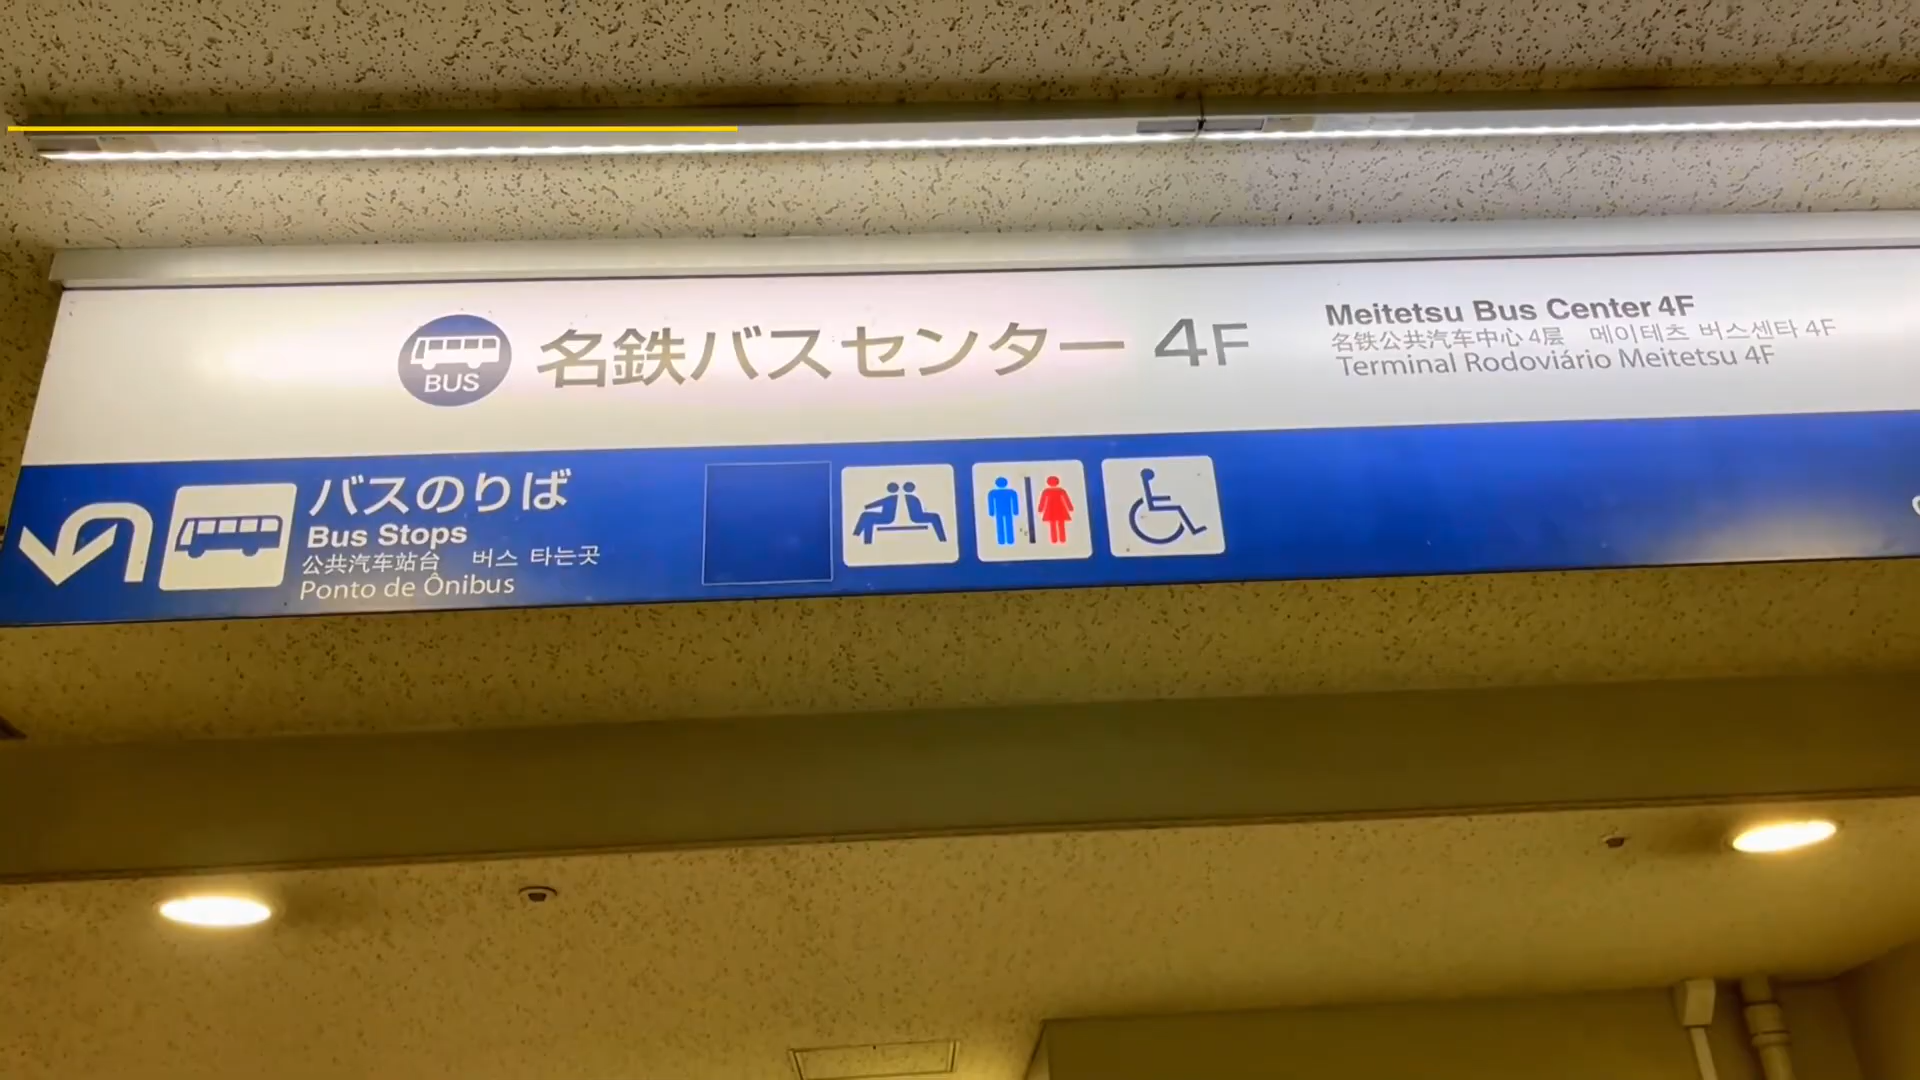 BUS
名鉄バスセンター 4F
Meitetsu Bus Center 4F
名铁公共汽车中心 4层 메이테츠 버스센타 4F
Terminal Rodoviário Meitetsu 4F
バスのりば
Bus Stops
公共汽车站台 버스 타는곳
Ponto de Ônibus